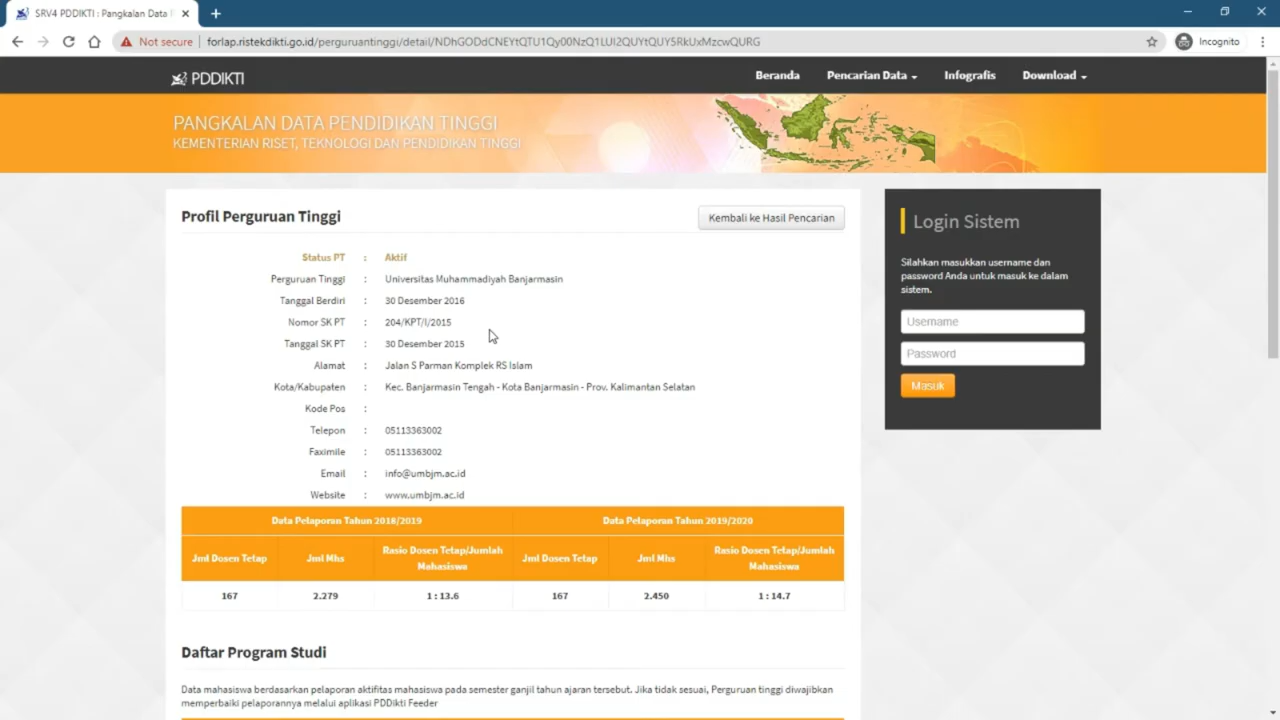 SRV4 PDDIKTI : Pangkalan Data
Not secure
forlap.ristekdikti.go.id/perguruantinggi/detail/NDhGODdCNEYtQTU1Qy00NzQ1LUI2QUYtQUY5RkUxMzcwQURG
Incognito
PDDIKTI
Beranda
Pencarian Data
Infografis
Download
PANGKALAN DATA PENDIDIKAN TINGGI
KEMENTERIAN RISET, TEKNOLOGI DAN PENDIDIKAN TINGGI
Profil Perguruan Tinggi
Kembali ke Hasil Pencarian
Status PT : Aktif
Perguruan Tinggi : Universitas Muhammadiyah Banjarmasin
Tanggal Berdiri : 30 Desember 2016
Nomor SK PT : 204/KPT/I/2015
Tanggal SK PT : 30 Desember 2015
Alamat : Jalan S Parman Komplek RS Islam
Kota/Kabupaten : Kec. Banjarmasin Tengah - Kota Banjarmasin - Prov. Kalimantan Selatan
Kode Pos :
Telepon : 05113363002
Faximile : 05113363002
Email : info@umbjm.ac.id
Website : www.umbjm.ac.id
Data Pelaporan Tahun 2018/2019 Data Pelaporan Tahun 2019/2020
Jml Dosen Tetap Jml Mhs Rasio Dosen Tetap/Jumlah Mahasiswa Jml Dosen Tetap Jml Mhs Rasio Dosen Tetap/Jumlah Mahasiswa
167 2.279 1 : 13.6 167 2.450 1 : 14.7
Daftar Program Studi
Data mahasiswa berdasarkan pelaporan aktifitas mahasiswa pada semester ganjil tahun ajaran tersebut. Jika tidak sesuai, Perguruan tinggi diwajibkan
memperbaiki pelaporannya melalui aplikasi PDDikti Feeder
Login Sistem
Silahkan masukkan username dan
password Anda untuk masuk ke dalam
sistem.
Username
Password
Masuk